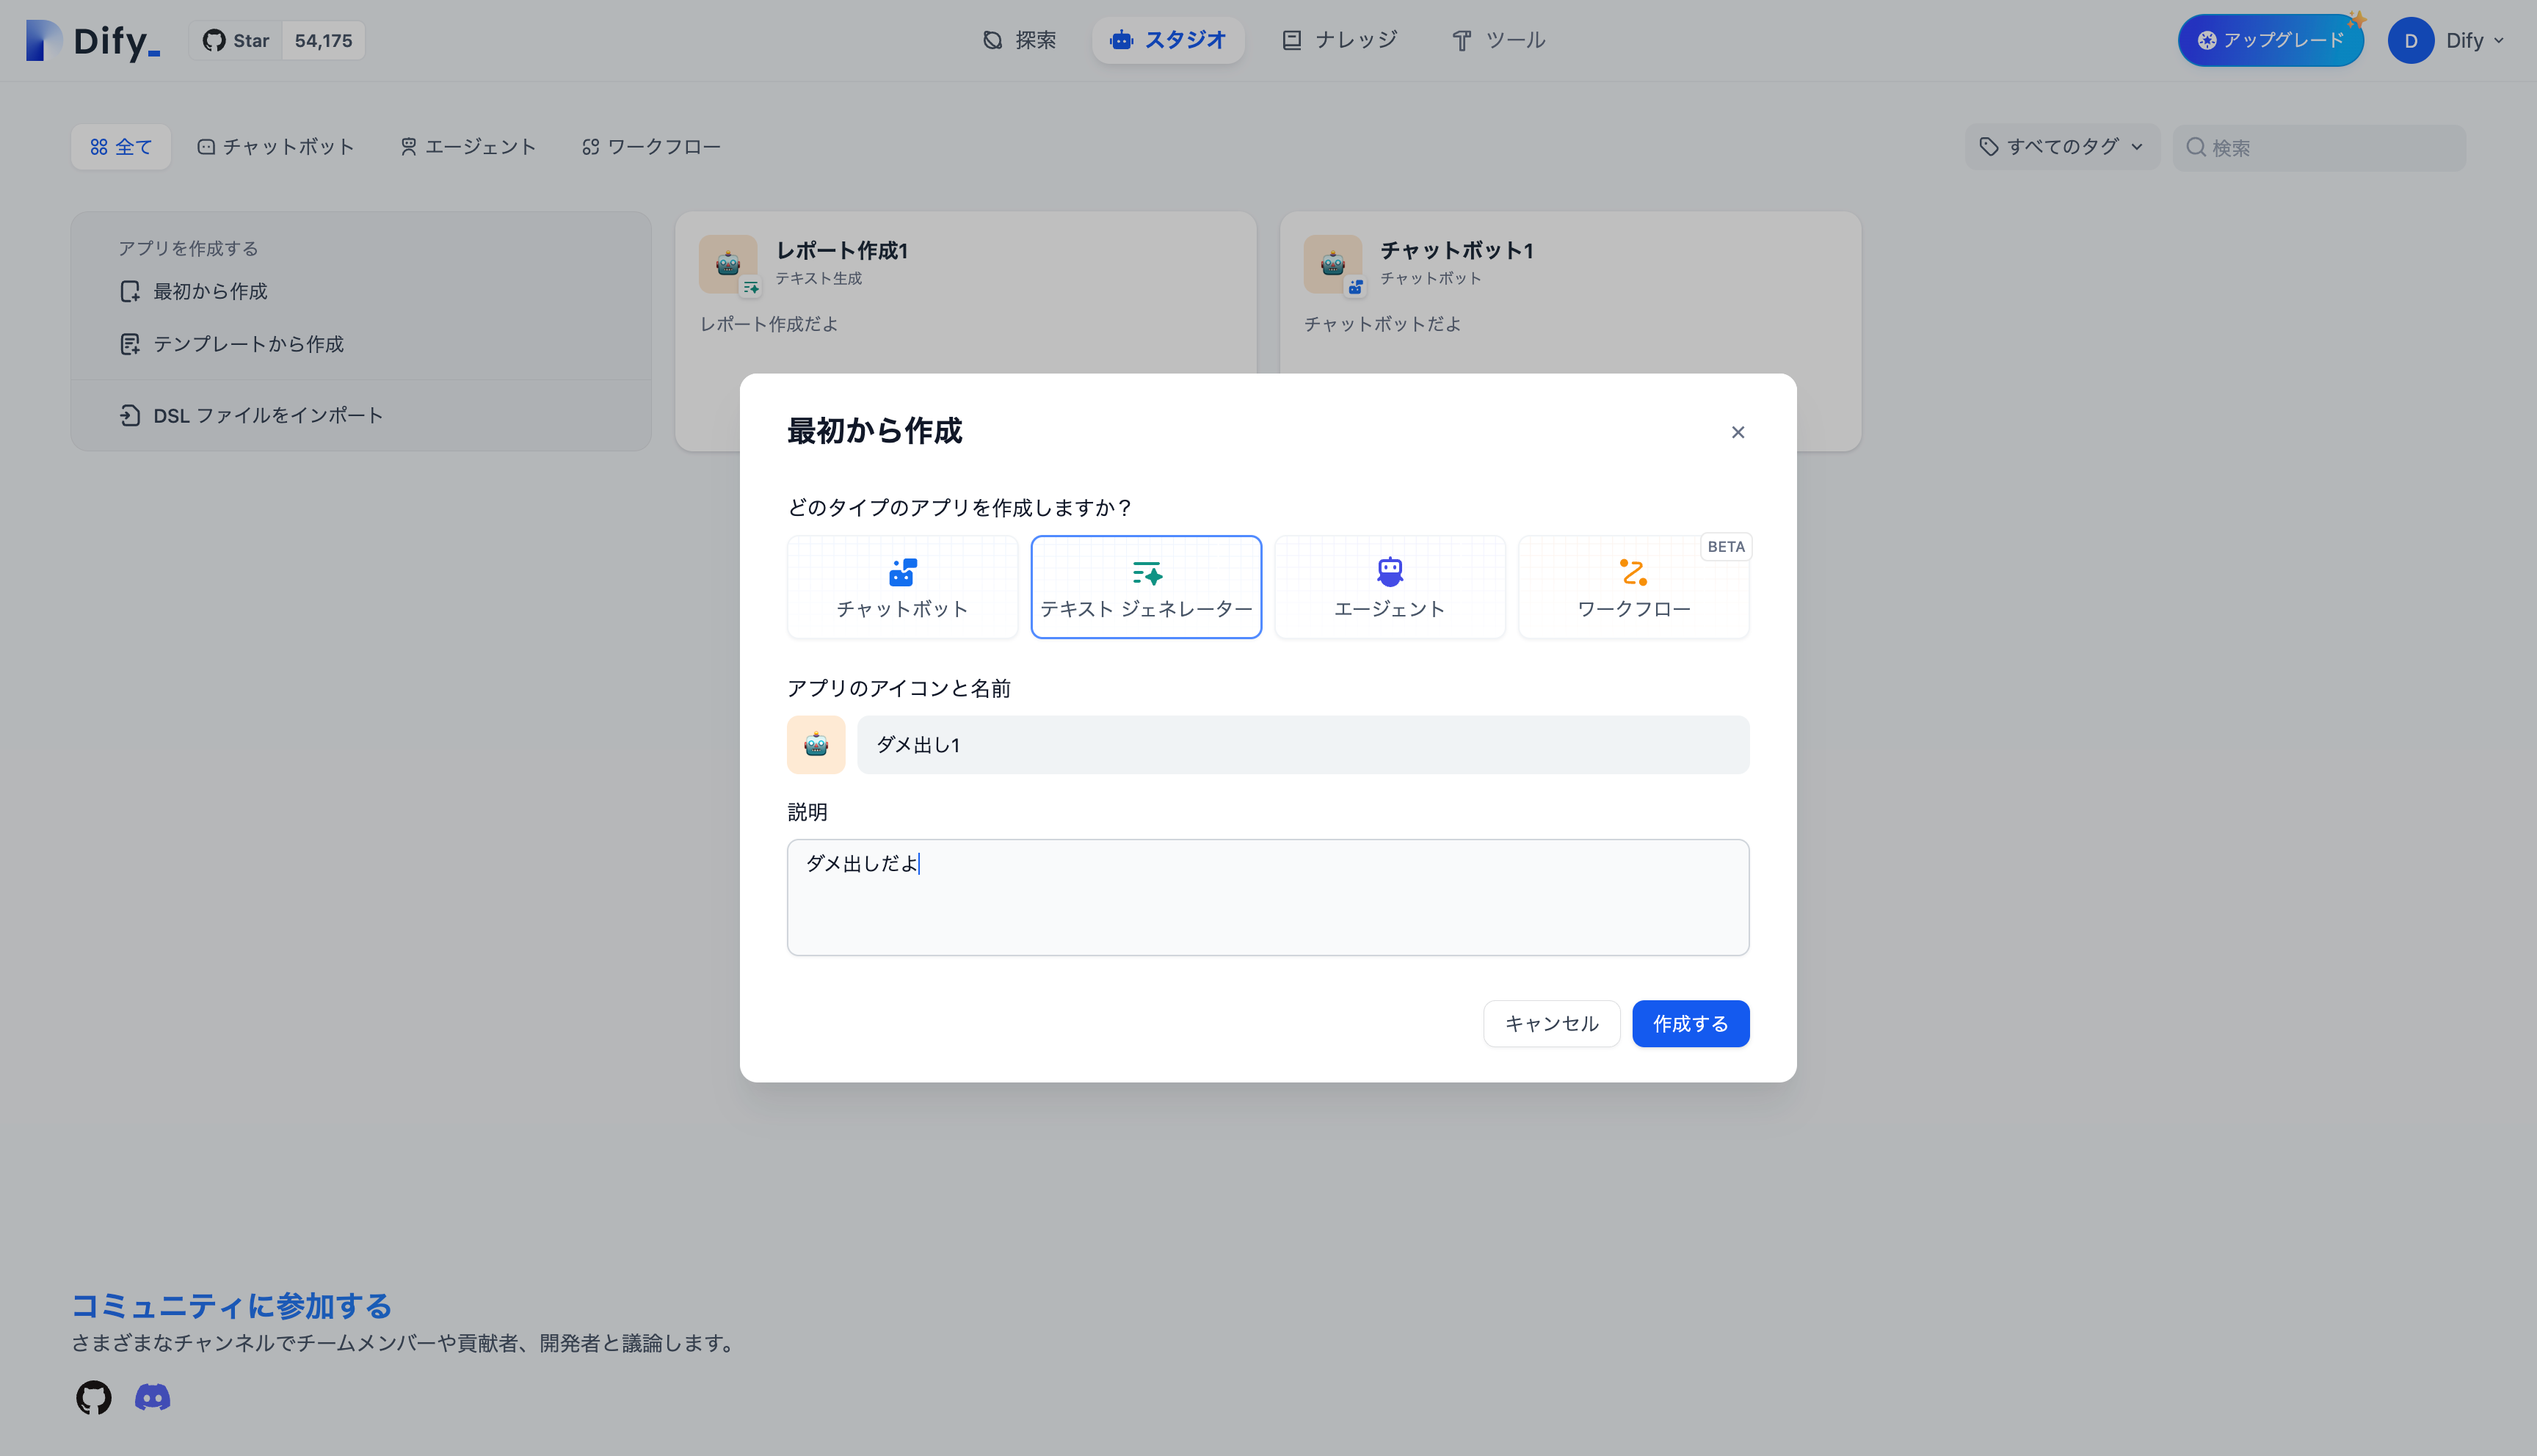 Dify_
Star 54,175
探索
スタジオ
ナレッジ
ツール
アップグレード
D
Dify
全て
チャットボット
エージェント
ワークフロー
すべてのタグ
検索
アプリを作成する
最初から作成
テンプレートから作成
DSL ファイルをインポート
レポート作成1
テキスト生成
レポート作成だよ
チャットボット1
チャットボット
チャットボットだよ
最初から作成
どのタイプのアプリを作成しますか？
チャットボット
テキスト ジェネレーター
エージェント
BETA
ワークフロー
アプリのアイコンと名前
ダメ出し1
説明
ダメ出しだよ
キャンセル
作成する
コミュニティに参加する
さまざまなチャンネルでチームメンバーや貢献者、開発者と議論します。